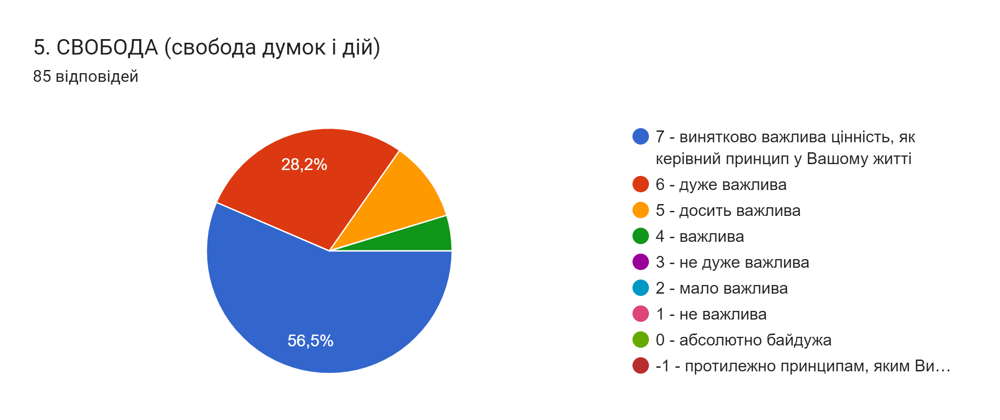 5. СВОБОДА (свобода думок і дій)
85 відповідей
28,2%
56,5%
7 - винятково важлива цінність, як
керівний принцип у Вашому житті
6 - дуже важлива
5 - досить важлива
4 - важлива
3 - не дуже важлива
2 - мало важлива
1 - не важлива
0 - абсолютно байдужа
-1 - протилежно принципам, яким Ви…